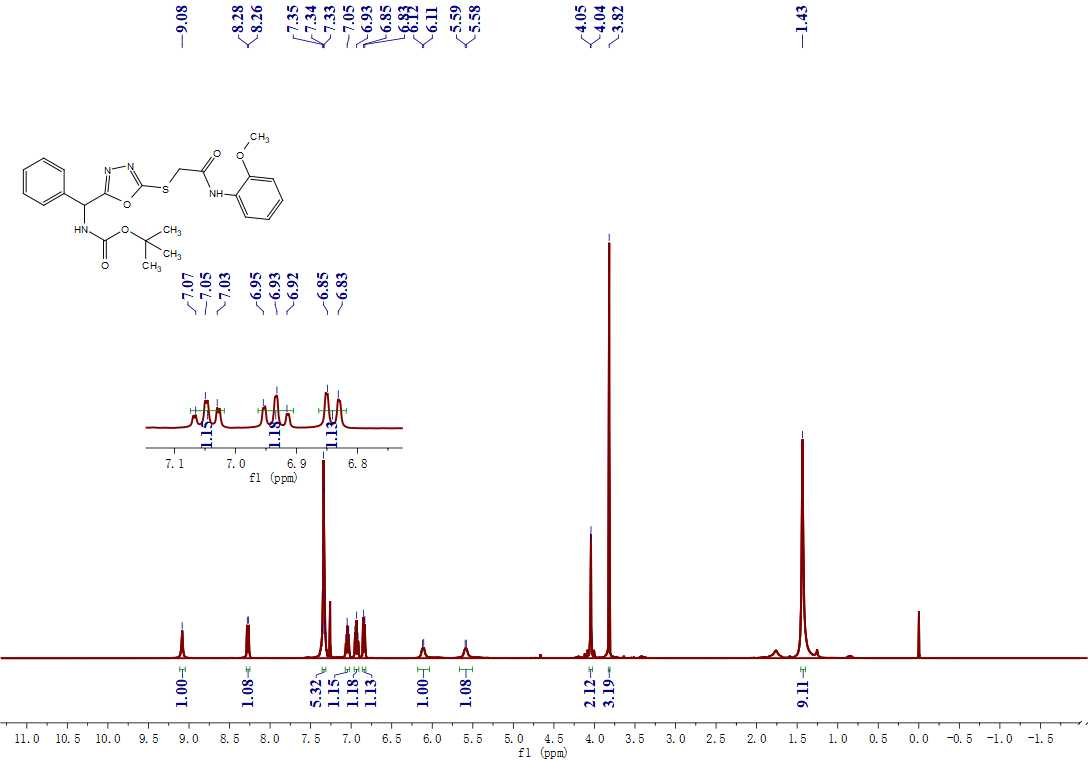 9.08 8.28 8.26 7.35 7.34 7.33 7.05 6.93 6.85 6.83 6.12 6.11 5.59 5.58 4.05 4.04 3.82 1.43
CH3
O
O
N N
S
NH
O
HN
O
CH3
CH3
CH3
O
7.07 7.05 7.03 6.95 6.93 6.92 6.85 6.83
1.15 1.18 1.13
7.1 7.0 6.9 6.8
f1 (ppm)
1.00 1.08 5.32 1.15 1.18 1.13 1.00 1.08 2.12 3.19 9.11
11.0 10.5 10.0 9.5 9.0 8.5 8.0 7.5 7.0 6.5 6.0 5.5 5.0 4.5 4.0 3.5 3.0 2.5 2.0 1.5 1.0 0.5 0.0 -0.5 -1.0 -1.5
f1 (ppm)